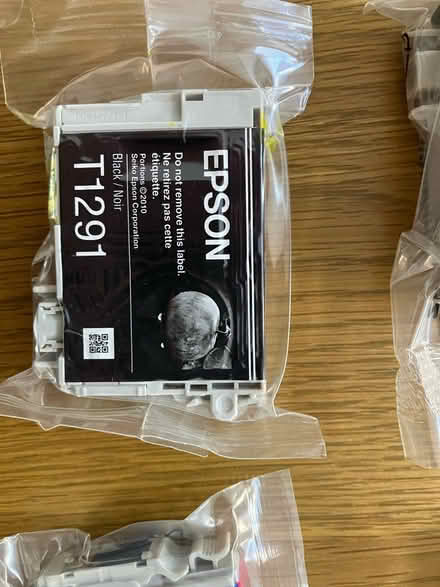 EPSON
Do not remove this label.
Ne retirez pas cette
étiquette.
Portions ©2010
Seiko Epson Corporation
Black / Noir
T1291